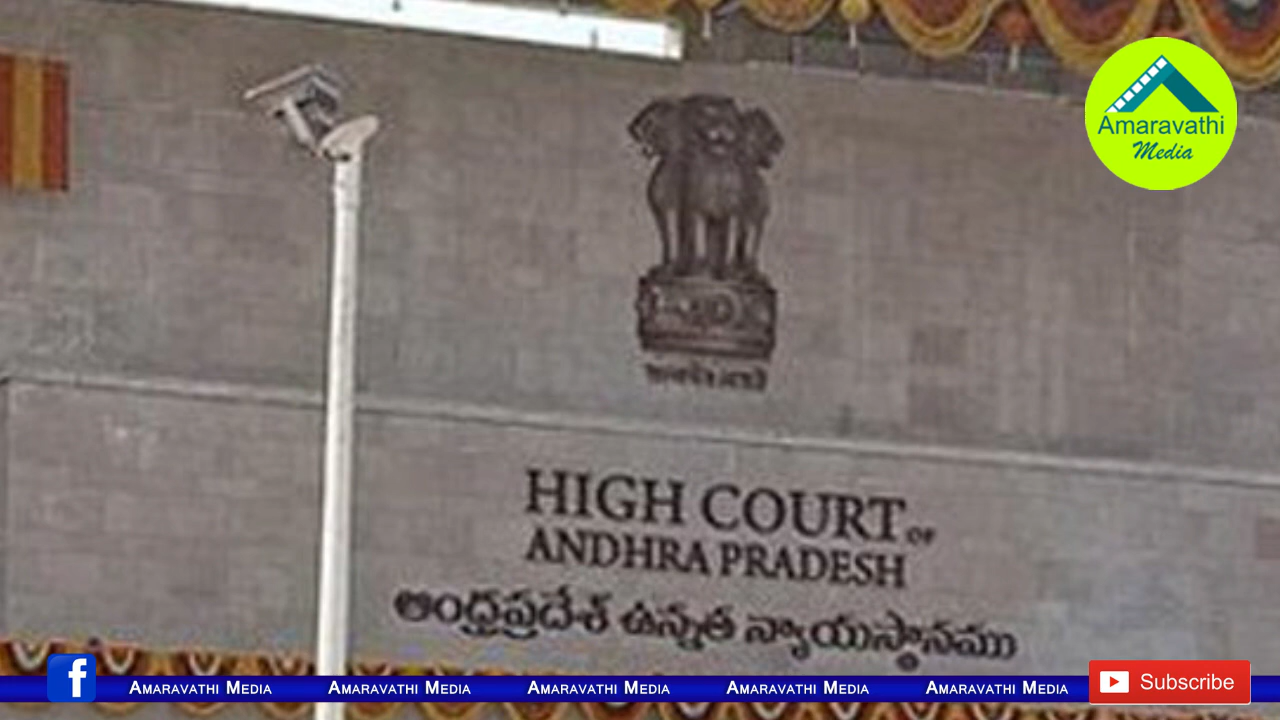 Amaravathi
Media
HIGH COURT OF
ANDHRA PRADESH
ఆంధ్రప్రదేశ్ ఉన్నత న్యాయస్థానము
f AMARAVATHI MEDIA AMARAVATHI MEDIA AMARAVATHI MEDIA AMARAVATHI MEDIA AMARAVATHI MEDIA Subscribe